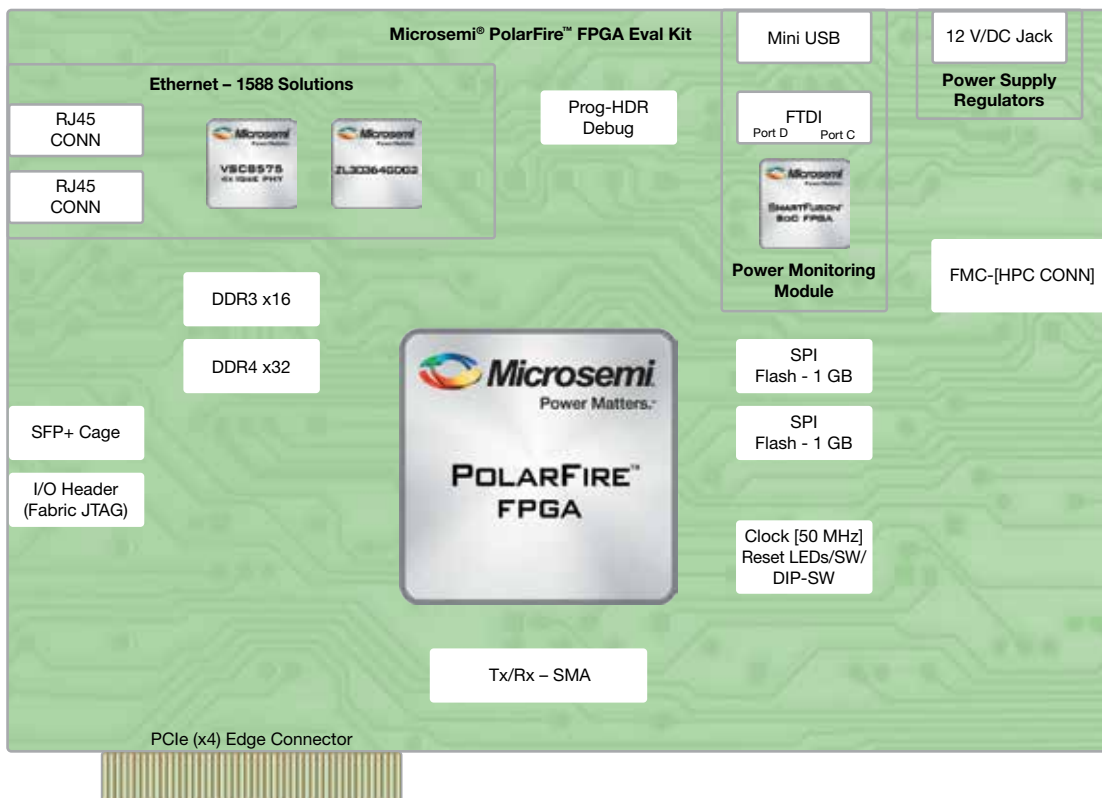 Microsemi® PolarFire™ FPGA Eval Kit
Mini USB
12 V/DC Jack
Power Supply
Regulators
Ethernet – 1588 Solutions
RJ45
CONN
RJ45
CONN
Microsemi
VSC8575
4x 1GbE PHY
Microsemi
ZL30364GDG2
Prog-HDR
Debug
FTDI
Port D Port C
Microsemi
SmartFusion®
SoC FPGA
Power Monitoring
Module
FMC-[HPC CONN]
DDR3 x16
DDR4 x32
Microsemi
Power Matters.™
PolarFire™
FPGA
SPI
Flash - 1 GB
SPI
Flash - 1 GB
SFP+ Cage
I/O Header
(Fabric JTAG)
Clock [50 MHz]
Reset LEDs/SW/
DIP-SW
Tx/Rx – SMA
PCIe (x4) Edge Connector